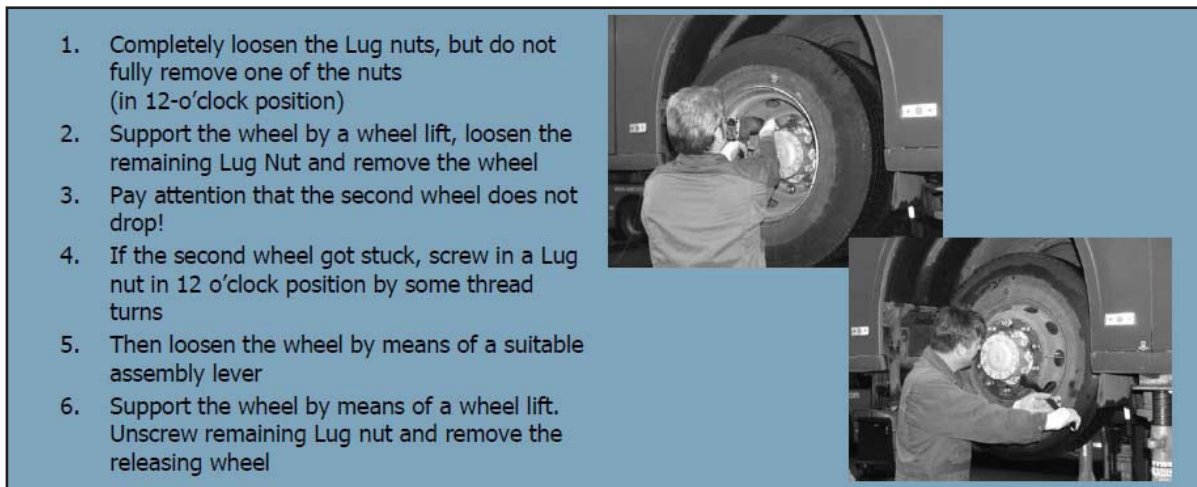 1. Completely loosen the Lug nuts, but do not
fully remove one of the nuts
(in 12-o’clock position)
2. Support the wheel by a wheel lift, loosen the
remaining Lug Nut and remove the wheel
3. Pay attention that the second wheel does not
drop!
4. If the second wheel got stuck, screw in a Lug
nut in 12 o’clock position by some thread
turns
5. Then loosen the wheel by means of a suitable
assembly lever
6. Support the wheel by means of a wheel lift.
Unscrew remaining Lug nut and remove the
releasing wheel